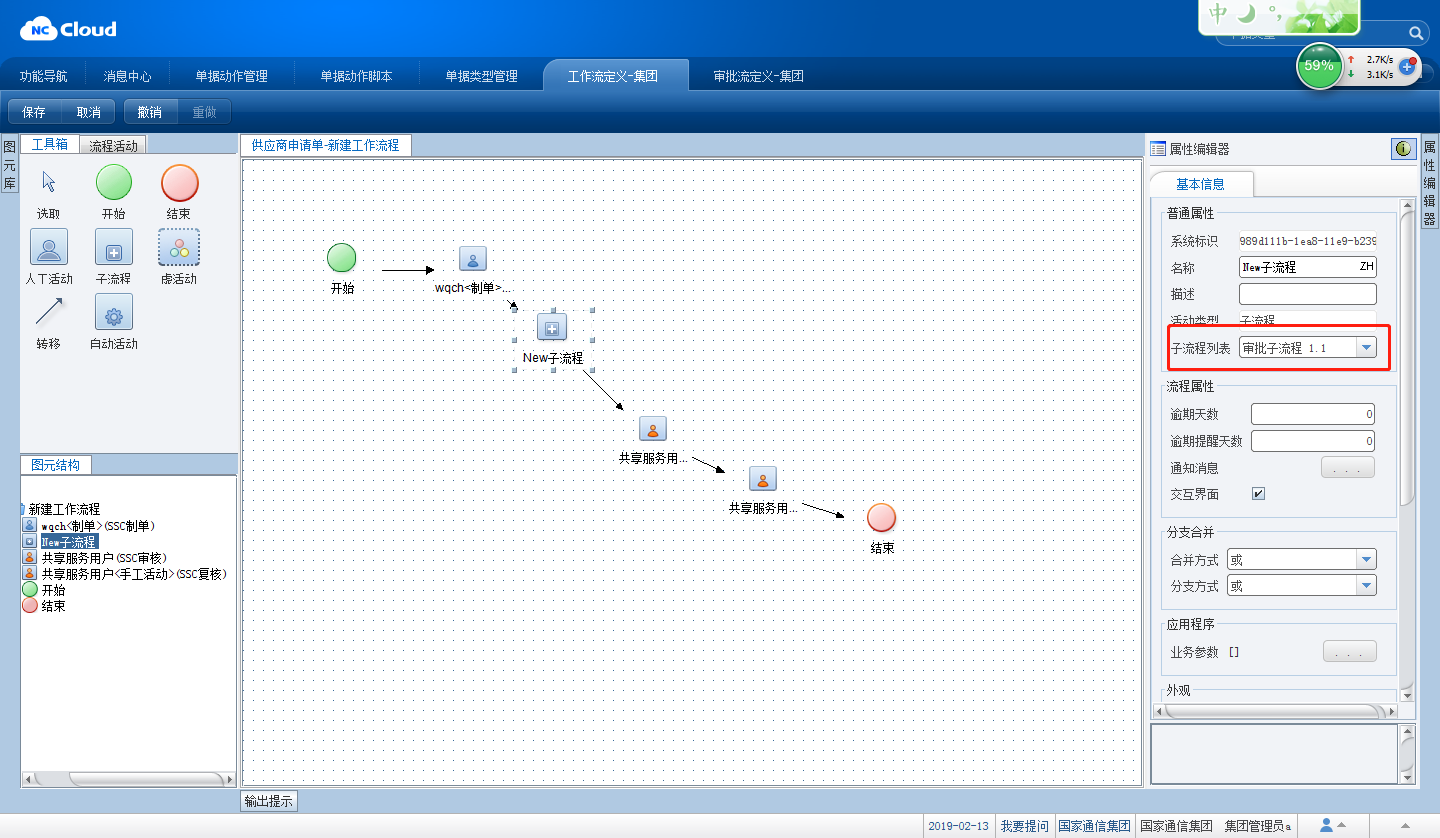 NC Cloud
中
59%
2.7K/s
3.1K/s
功能导航 消息中心 单据动作管理 单据动作脚本 单据类型管理 工作流定义-集团 审批流定义-集团
保存 取消 撤销 重做
图元库
工具箱 流程活动
选取 开始 结束
人工活动 子流程 虚活动
转移 自动活动
图元结构
新建工作流程
wqch<制单>(SSC制单)
New子流程
共享服务用户(SSC审核)
共享服务用户<手工活动>(SSC复核)
开始
结束
供应商申请单-新建工作流程
开始
wqch<制单>...
New子流程
共享服务用...
共享服务用...
结束
输出提示
属性编辑器
属性编辑器
基本信息
普通属性
系统标识 989d111b-1ea8-11e9-b239
名称 New子流程 ZH
描述
活动类型 子流程
子流程列表 审批子流程 1.1
流程属性
逾期天数 0
逾期提醒天数 0
通知消息 ...
交互界面
分支合并
合并方式 或
分支方式 或
应用程序
业务参数 [] ...
外观
2019-02-13 我要提问 国家通信集团 国家通信集团 集团管理员a